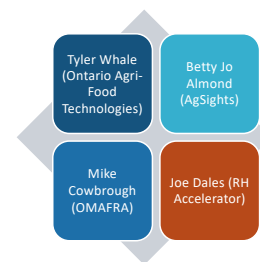 Tyler Whale
(Ontario Agri-
Food
Technologies)
Betty Jo
Almond
(AgSights)
Mike
Cowbrough
(OMAFRA)
Joe Dales (RH
Accelerator)